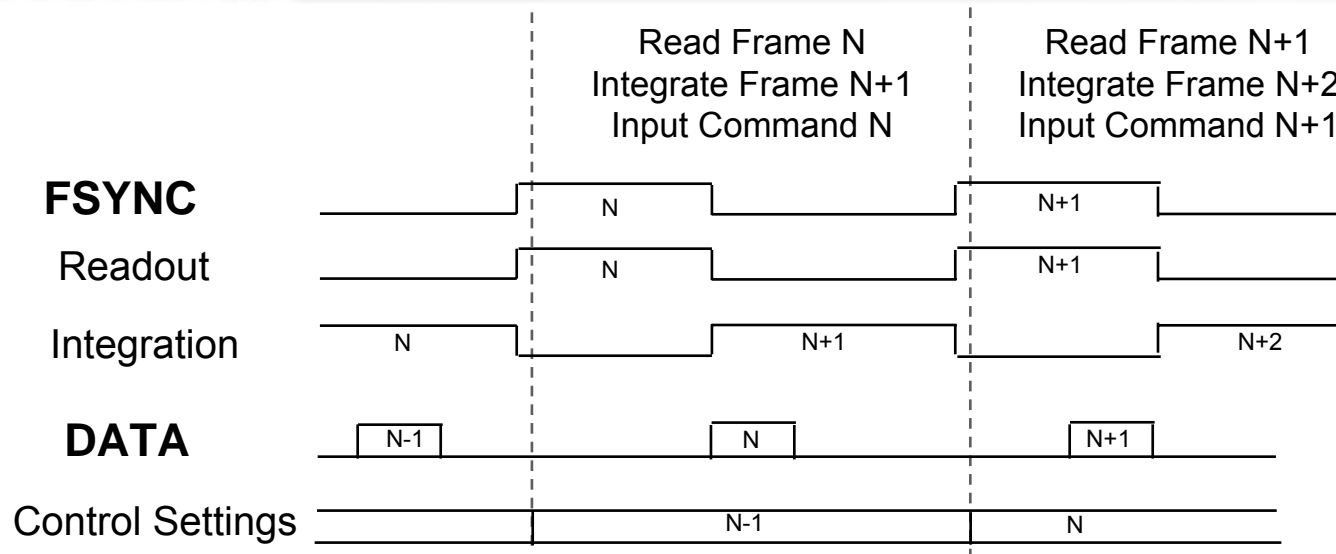 Read Frame N
Integrate Frame N+1
Input Command N
Read Frame N+1
Integrate Frame N+2
Input Command N+1
FSYNC
N
N+1
Readout
N
N+1
Integration
N
N+1
N+2
DATA
N-1
N
N+1
Control Settings
N-1
N